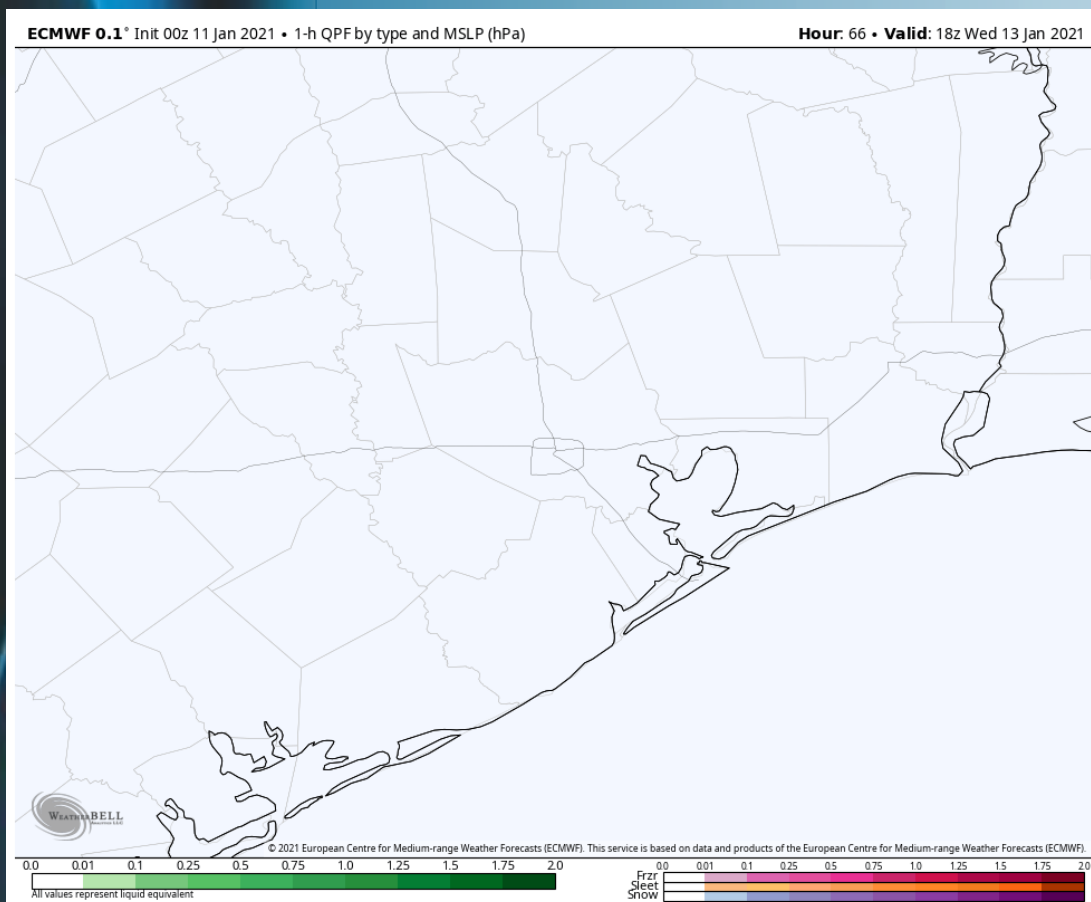 ECMWF 0.1° Init 00z 11 Jan 2021 • 1-h QPF by type and MSLP (hPa)
Hour: 66 • Valid: 18z Wed 13 Jan 2021
WEATHERBELL
ANALYTICS LLC
© 2021 European Centre for Medium-range Weather Forecasts (ECMWF). This service is based on data and products of the European Centre for Medium-range Weather Forecasts (ECMWF).
0.0 0.01 0.1 0.25 0.5 0.75 1.0 1.25 1.5 1.75 2.0
All values represent liquid equivalent
0.0 0.01 0.1 0.25 0.5 0.75 1.0 1.25 1.5 1.75 2.0
Frzr
Sleet
Snow